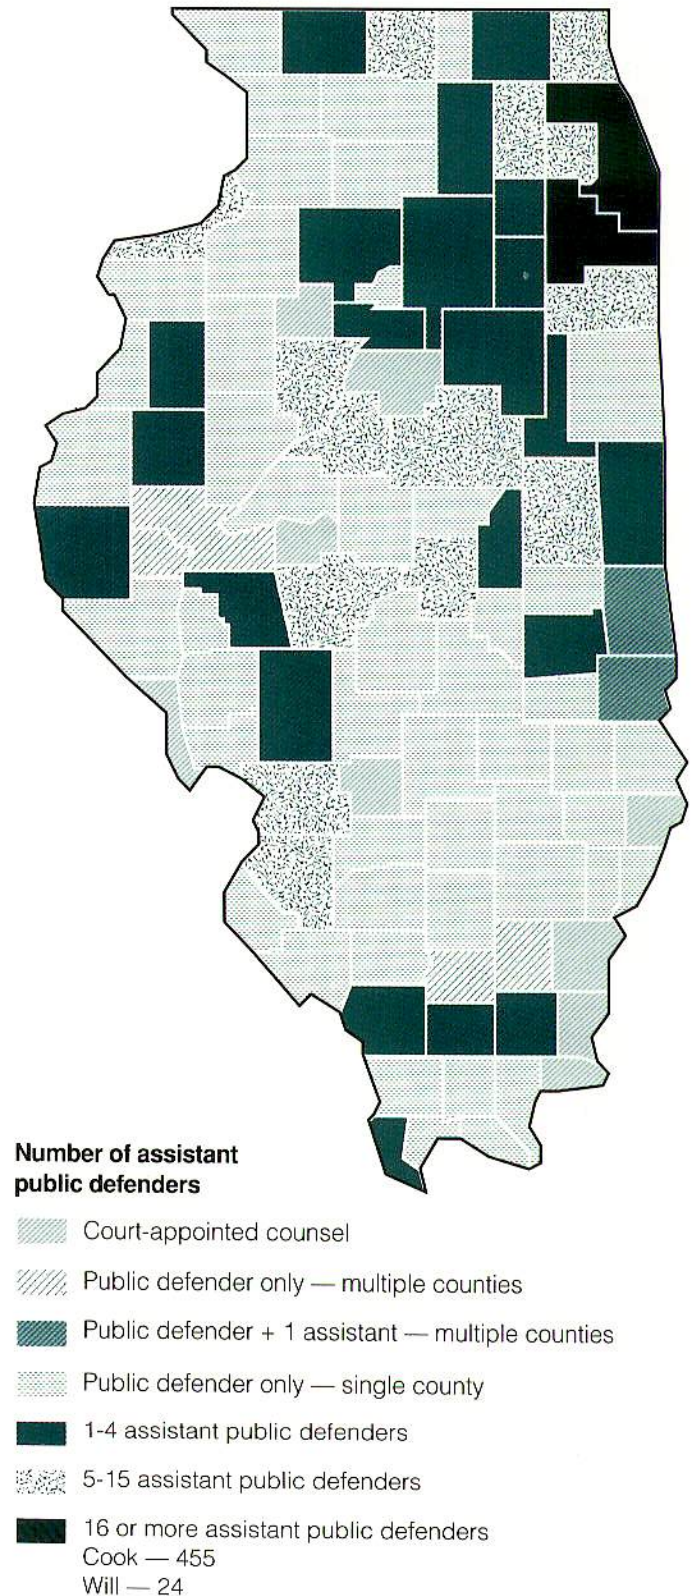 Number of assistant
public defenders
Court-appointed counsel
Public defender only — multiple counties
Public defender + 1 assistant — multiple counties
Public defender only — single county
1-4 assistant public defenders
5-15 assistant public defenders
16 or more assistant public defenders
Cook — 455
Will — 24